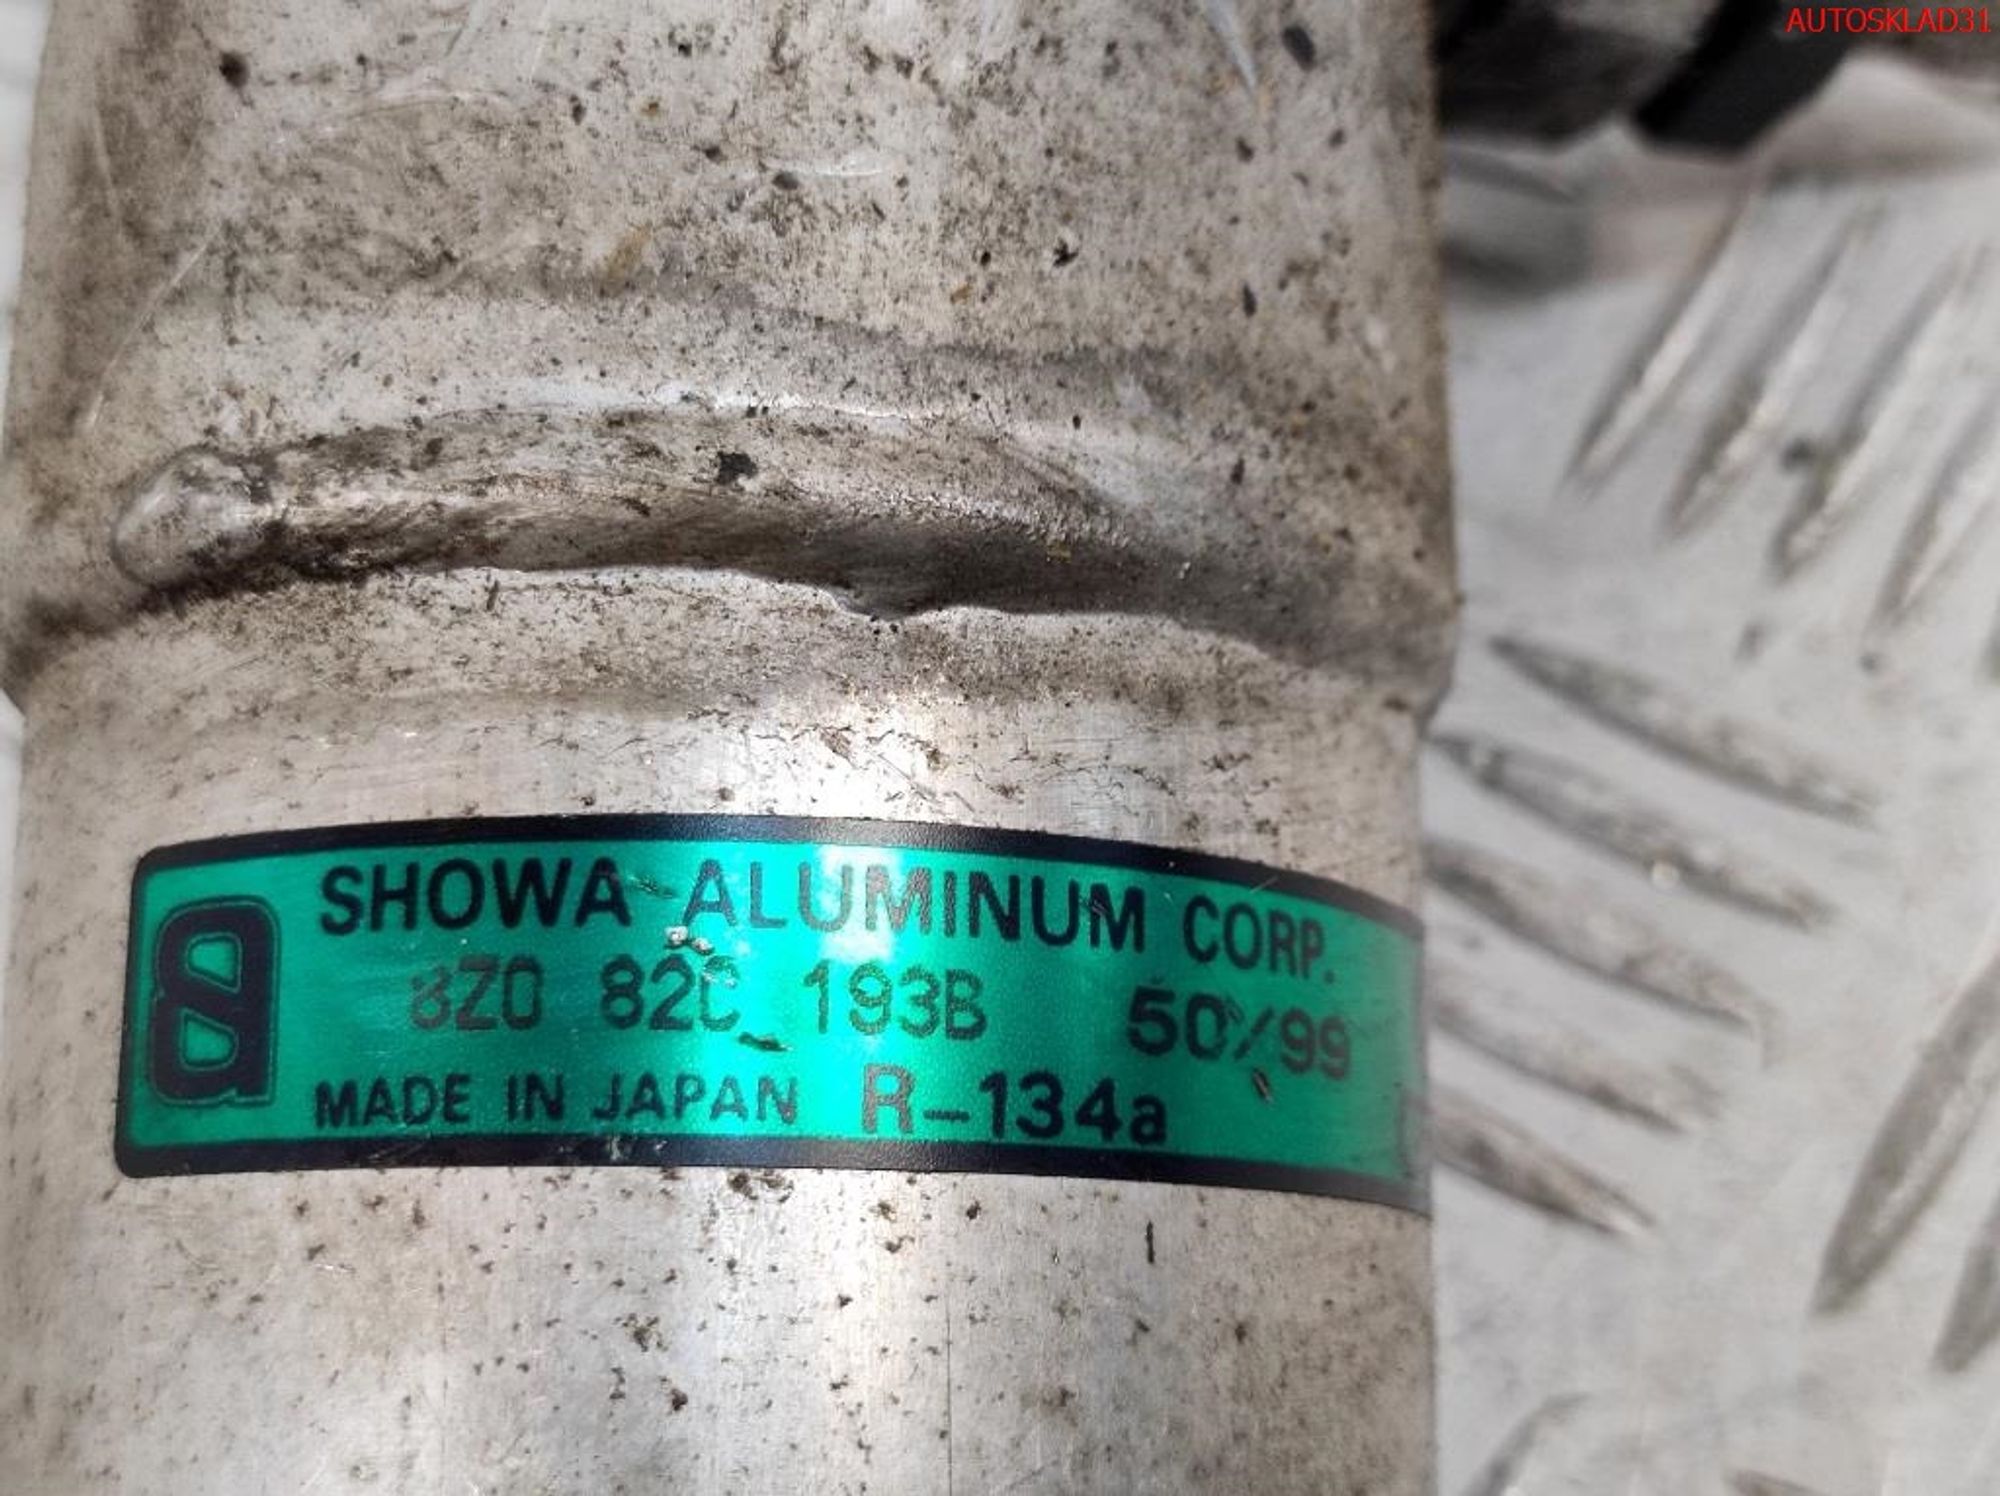 AUTOSKLAD31
SHOWA ALUMINUM CORP.
8Z0 820 193B 50/99
MADE IN JAPAN R-134a